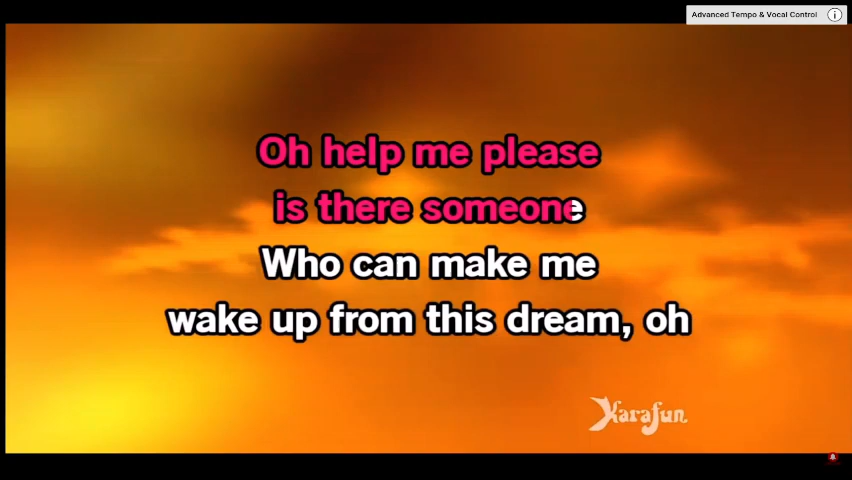 Advanced Tempo & Vocal Control
Oh help me please
is there someone
Who can make me
wake up from this dream, oh
Karafun